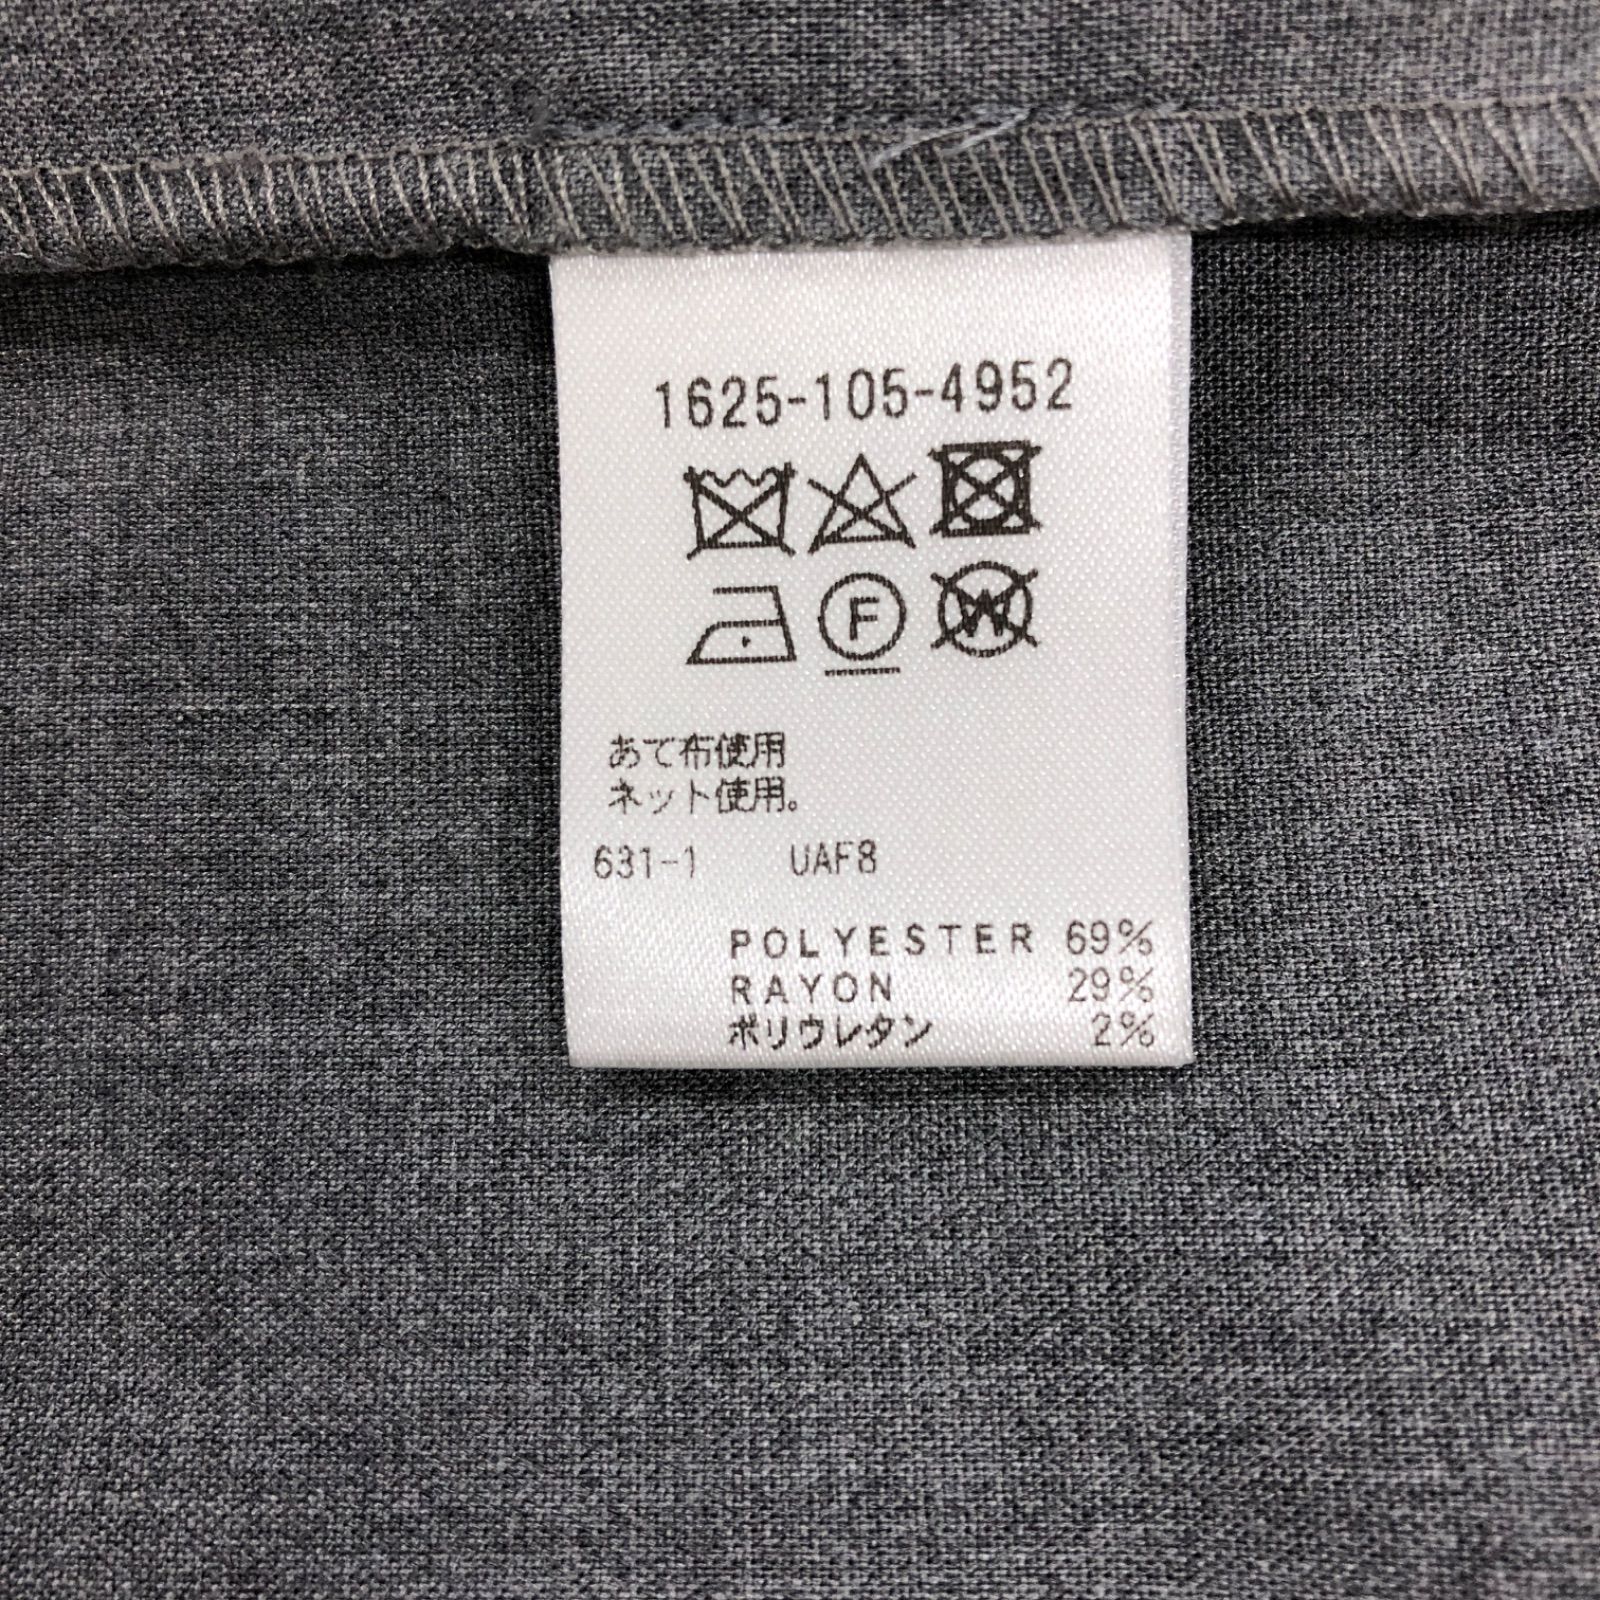 1625-105-4952
F W
あて布使用
ネット使用。
631-1 UAF8
POLYESTER 69%
RAYON 29%
ポリウレタン 2%